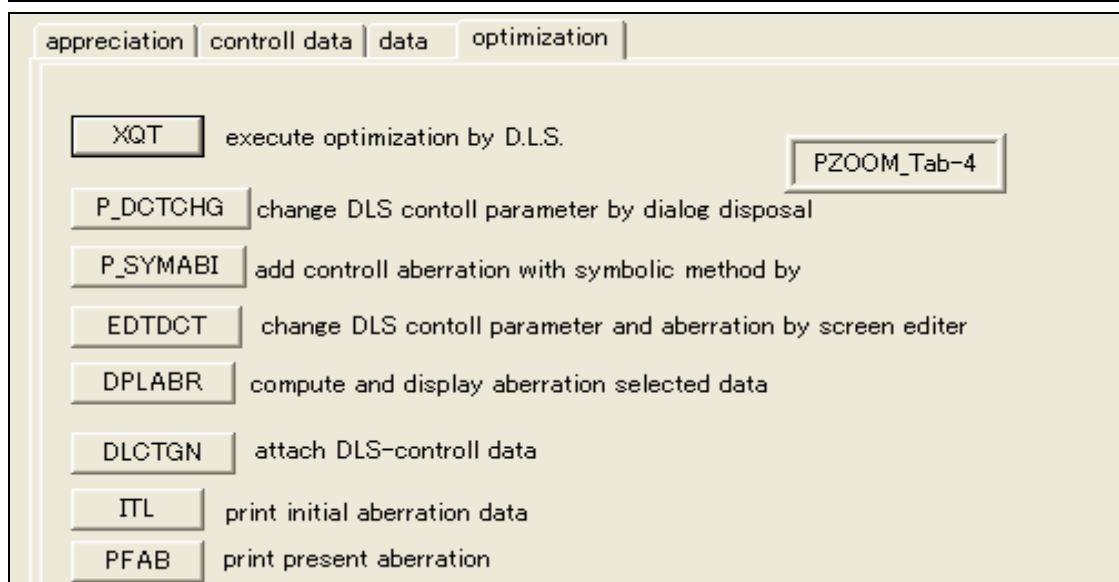 appreciation controll data data optimization
XQT execute optimization by D.L.S.
PZOOM_Tab-4
P_DCTCHG change DLS contoll parameter by dialog disposal
P_SYMABI add controll aberration with symbolic method by
EDTDCT change DLS contoll parameter and aberration by screen editer
DPLABR compute and display aberration selected data
DLCTGN attach DLS-controll data
ITL print initial aberration data
PFAB print present aberration